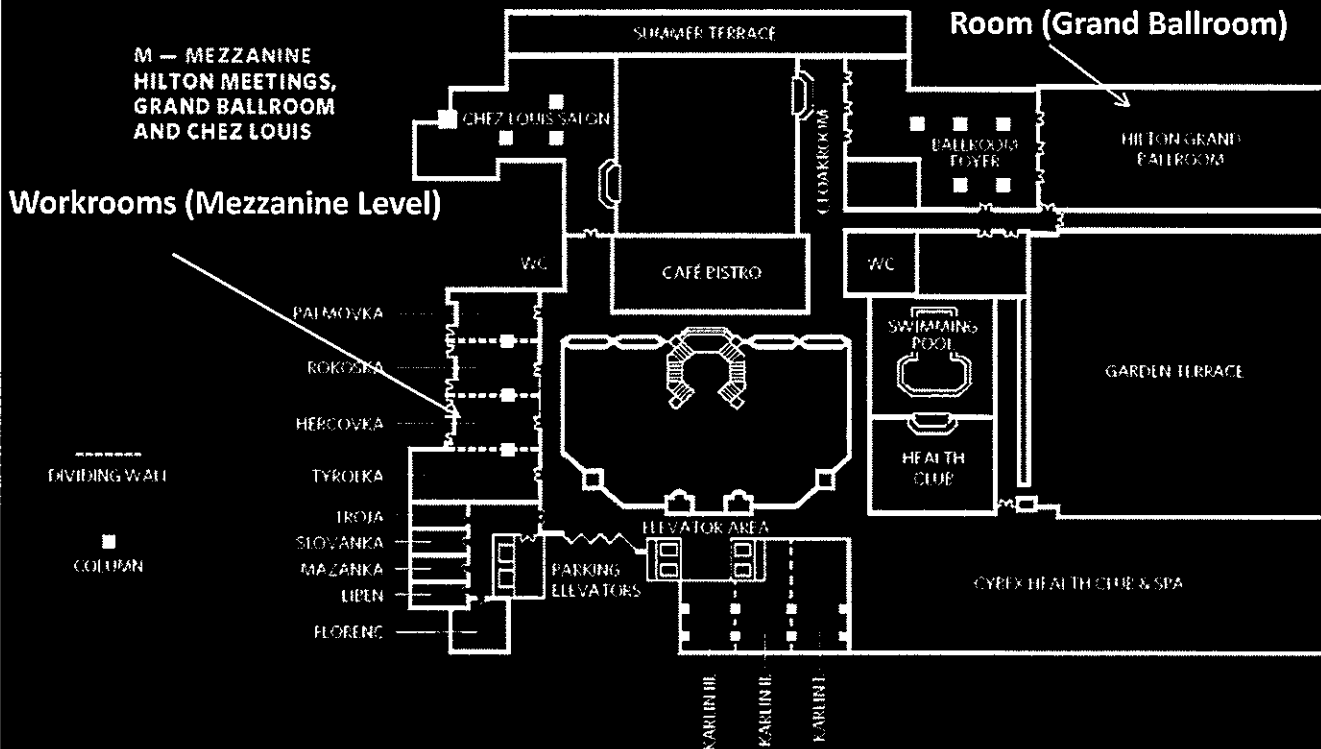 SUMMER TERRACE
Room (Grand Ballroom)
M — MEZZANINE
HILTON MEETINGS,
GRAND BALLROOM
AND CHEZ LOUIS
CHEZ LOUIS SALON
CLOAKROOM
BALLROOM
FOYER
HILTON GRAND
BALLROOM
Workrooms (Mezzanine Level)
WC
CAFÉ BISTRO
WC
PALMOVKA
ROKOSKA
HERCOVKA
TYROLKA
TROJA
SLOVANKA
MAZANKA
LIBEN
FLORENC
SWIMMING
POOL
GARDEN TERRACE
HEALTH
CLUB
DIVIDING WALL
COLUMN
ELEVATOR AREA
PARKING
ELEVATORS
CYBEX HEALTH CLUB & SPA
KARLIN III.
KARLIN II.
KARLIN I.